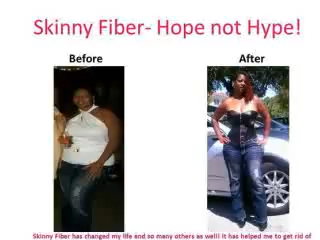 Skinny Fiber- Hope not Hype!
Before
After
Skinny Fiber has changed my life and so many others as well! It has helped me to get rid of